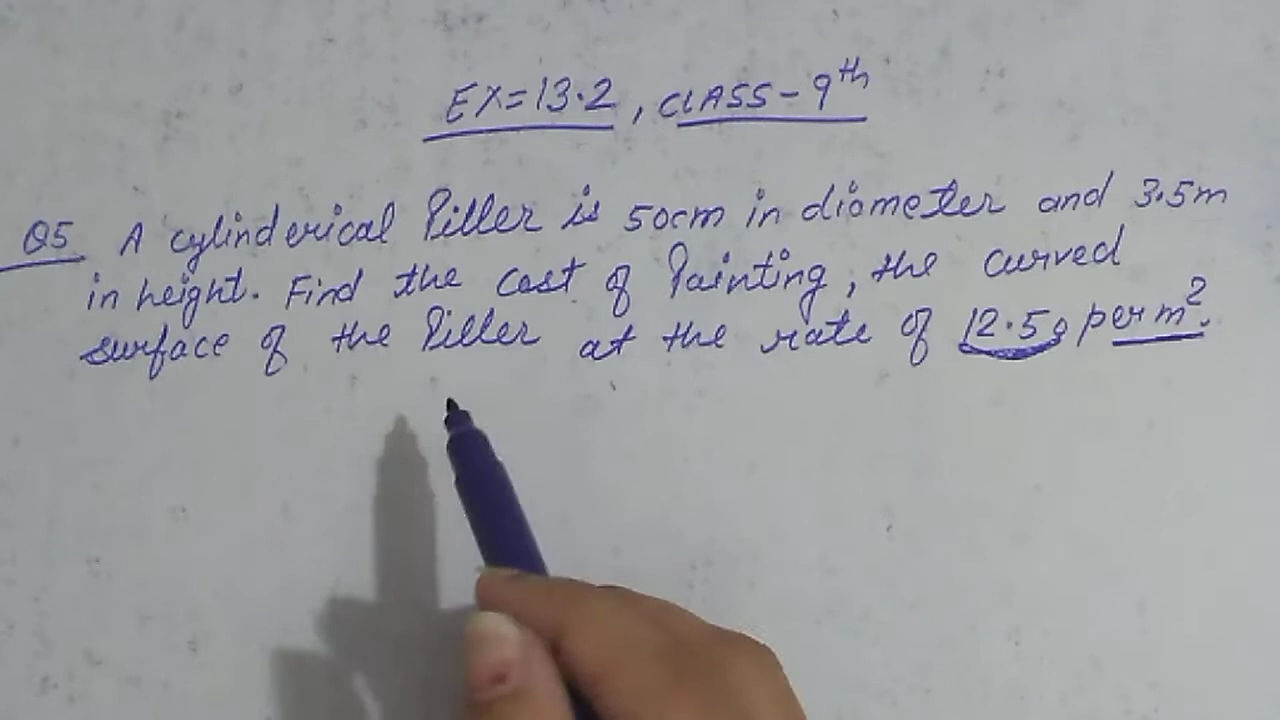 EX=13.2, CLASS-9th
Q5 A cylinderical Piller is 50cm in diameter and 3.5m
in height. Find the cost of Painting, the curved
surface of the Piller at the rate of 12.50 per m².